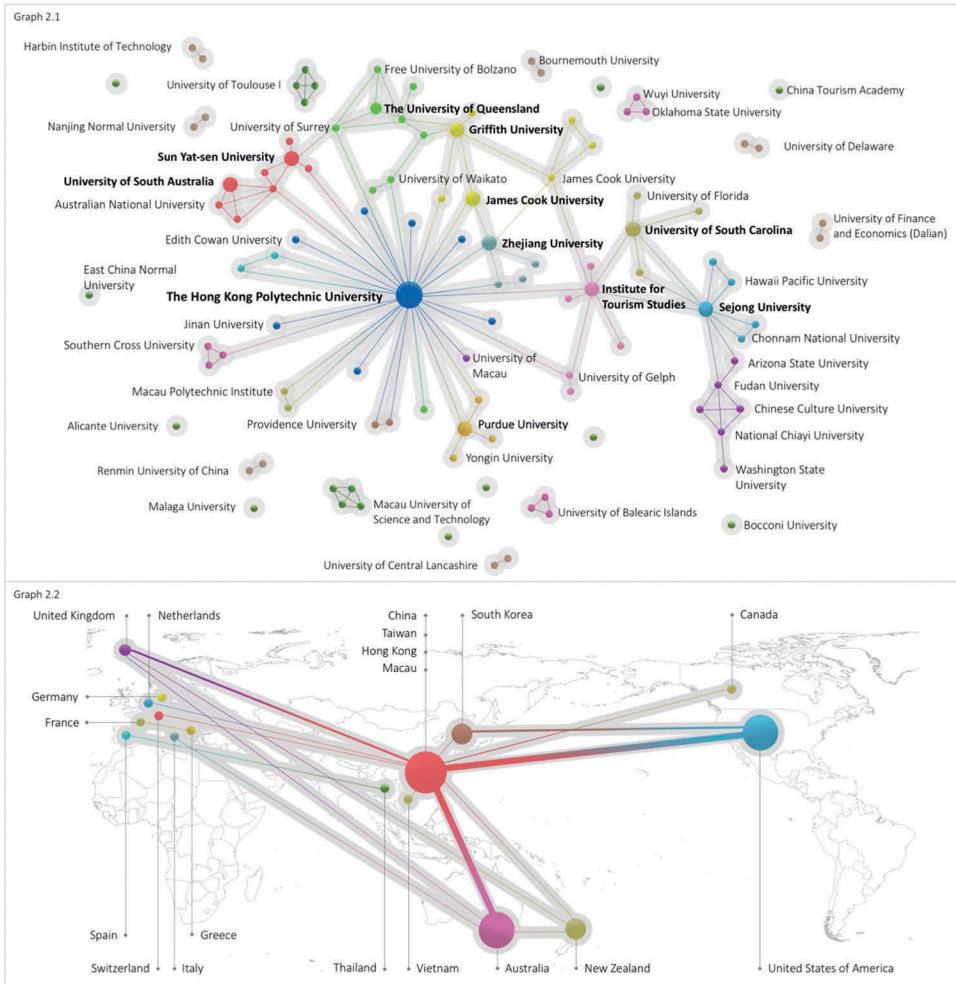 Graph 2.1
Harbin Institute of Technology
Free University of Bolzano
Bournemouth University
University of Toulouse I
Wuyi University
China Tourism Academy
The University of Queensland
Oklahoma State University
Nanjing Normal University
University of Surrey
Griffith University
University of Delaware
Sun Yat-sen University
University of South Australia
University of Waikato
James Cook University
University of Florida
Australian National University
James Cook University
University of Finance
and Economics (Dalian)
University of South Carolina
Edith Cowan University
Zhejiang University
East China Normal
University
Hawaii Pacific University
The Hong Kong Polytechnic University
Institute for
Tourism Studies
Sejong University
Jinan University
Chonnam National University
Southern Cross University
University of
Macau
Arizona State University
University of Gelph
Fudan University
Macau Polytechnic Institute
Chinese Culture University
Alicante University
Providence University
Purdue University
National Chiayi University
Yongin University
Renmin University of China
Washington State
University
Malaga University
Macau University of
Science and Technology
University of Balearic Islands
Bocconi University
University of Central Lancashire
Graph 2.2
United Kingdom
Netherlands
China
South Korea
Canada
Taiwan
Hong Kong
Macau
Germany
France
Spain
Greece
Switzerland
Italy
Thailand
Vietnam
Australia
New Zealand
United States of America